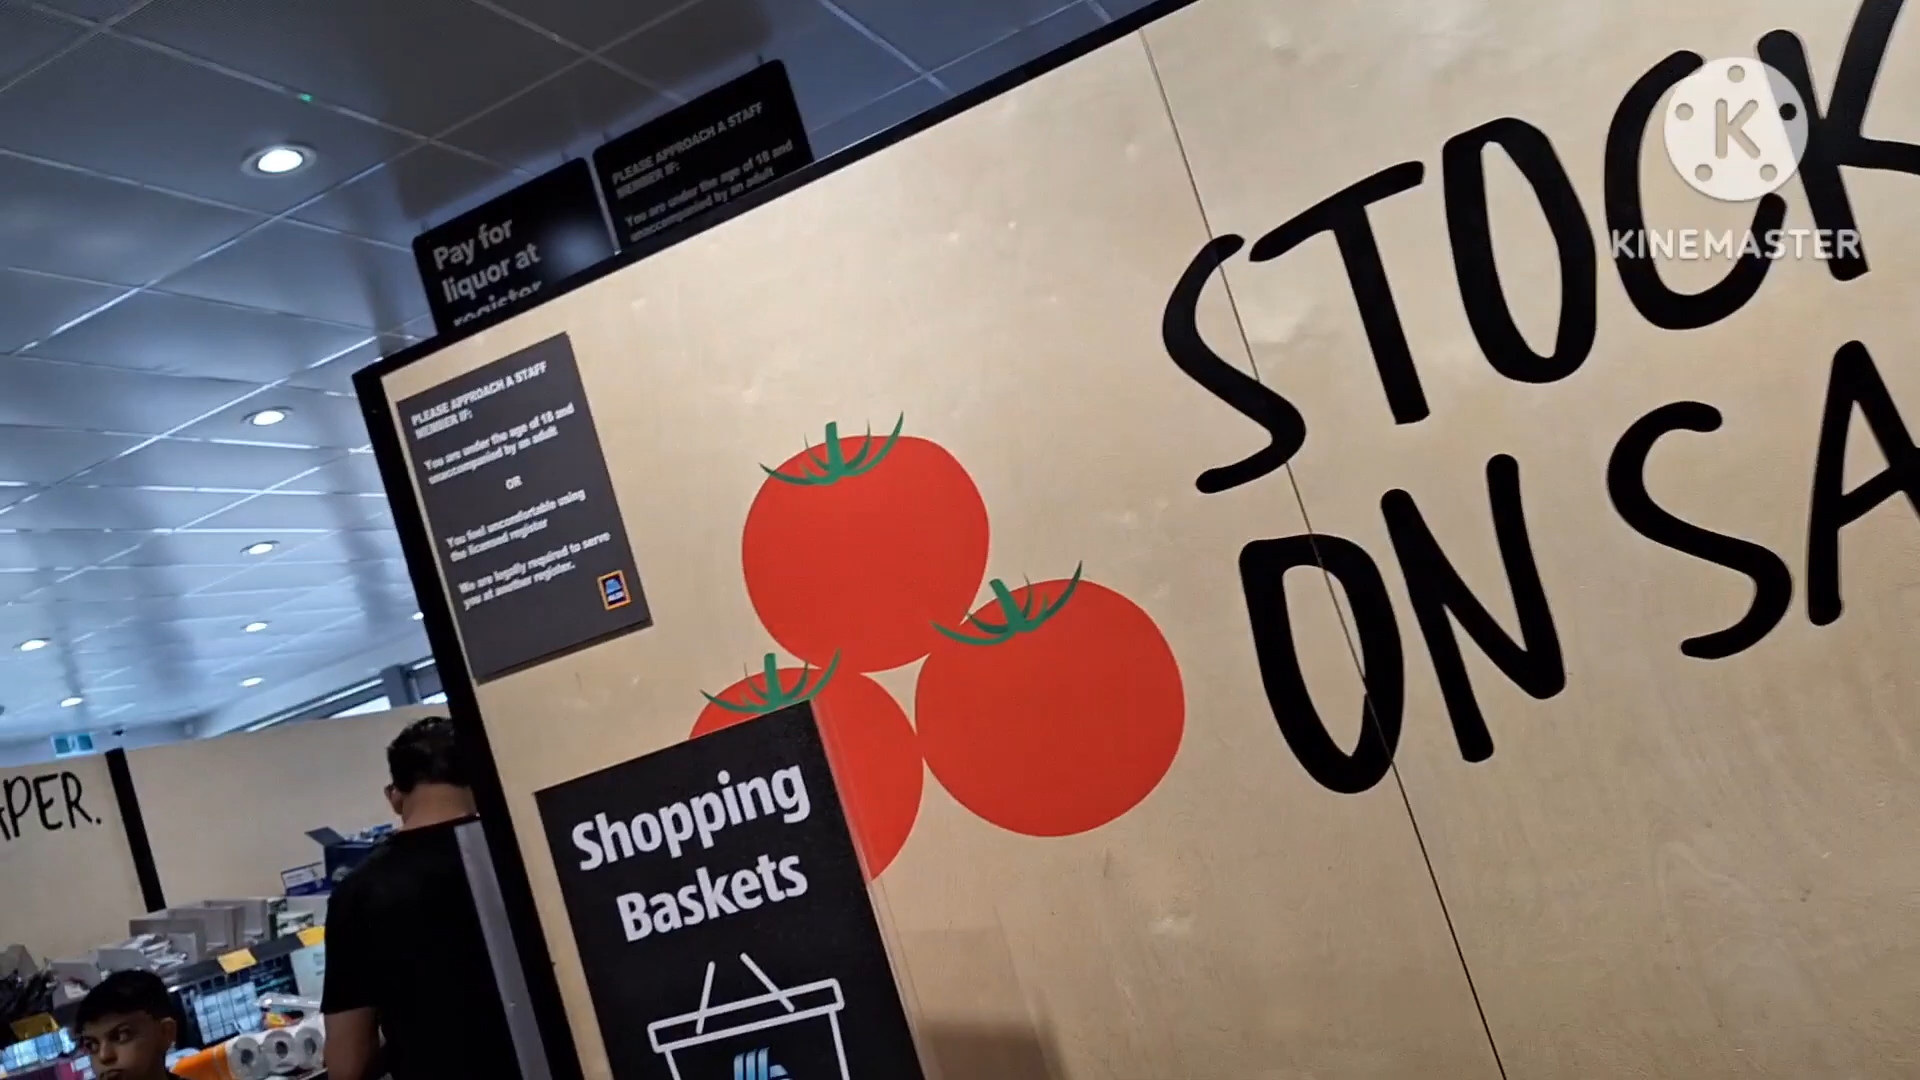 PLEASE APPROACH A STAFF
MEMBER IF:
You are under the age of 18 and
unaccompanied by an adult
Pay for
liquor at
register
PLEASE APPROACH A STAFF
MEMBER IF:
You are under the age of 18 and
unaccompanied by an adult
OR
You feel uncomfortable using
the licensed register
We are legally required to serve
you at another register.
ALDI
STOCK
ON SA
K
KINEMASTER
Shopping
Baskets
APER.